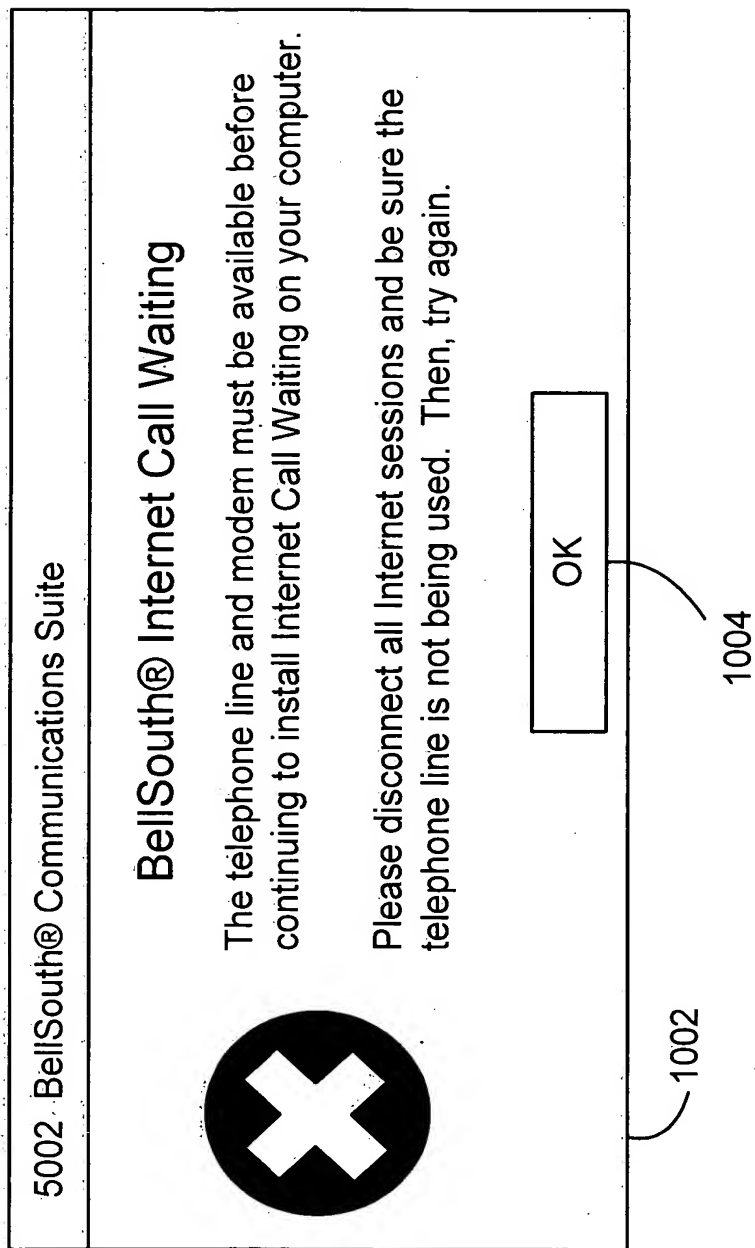 5002 BellSouth® Communications Suite
BellSouth® Internet Call Waiting
The telephone line and modem must be available before
continuing to install Internet Call Waiting on your computer.
Please disconnect all Internet sessions and be sure the
telephone line is not being used. Then, try again.
OK
1002
1004